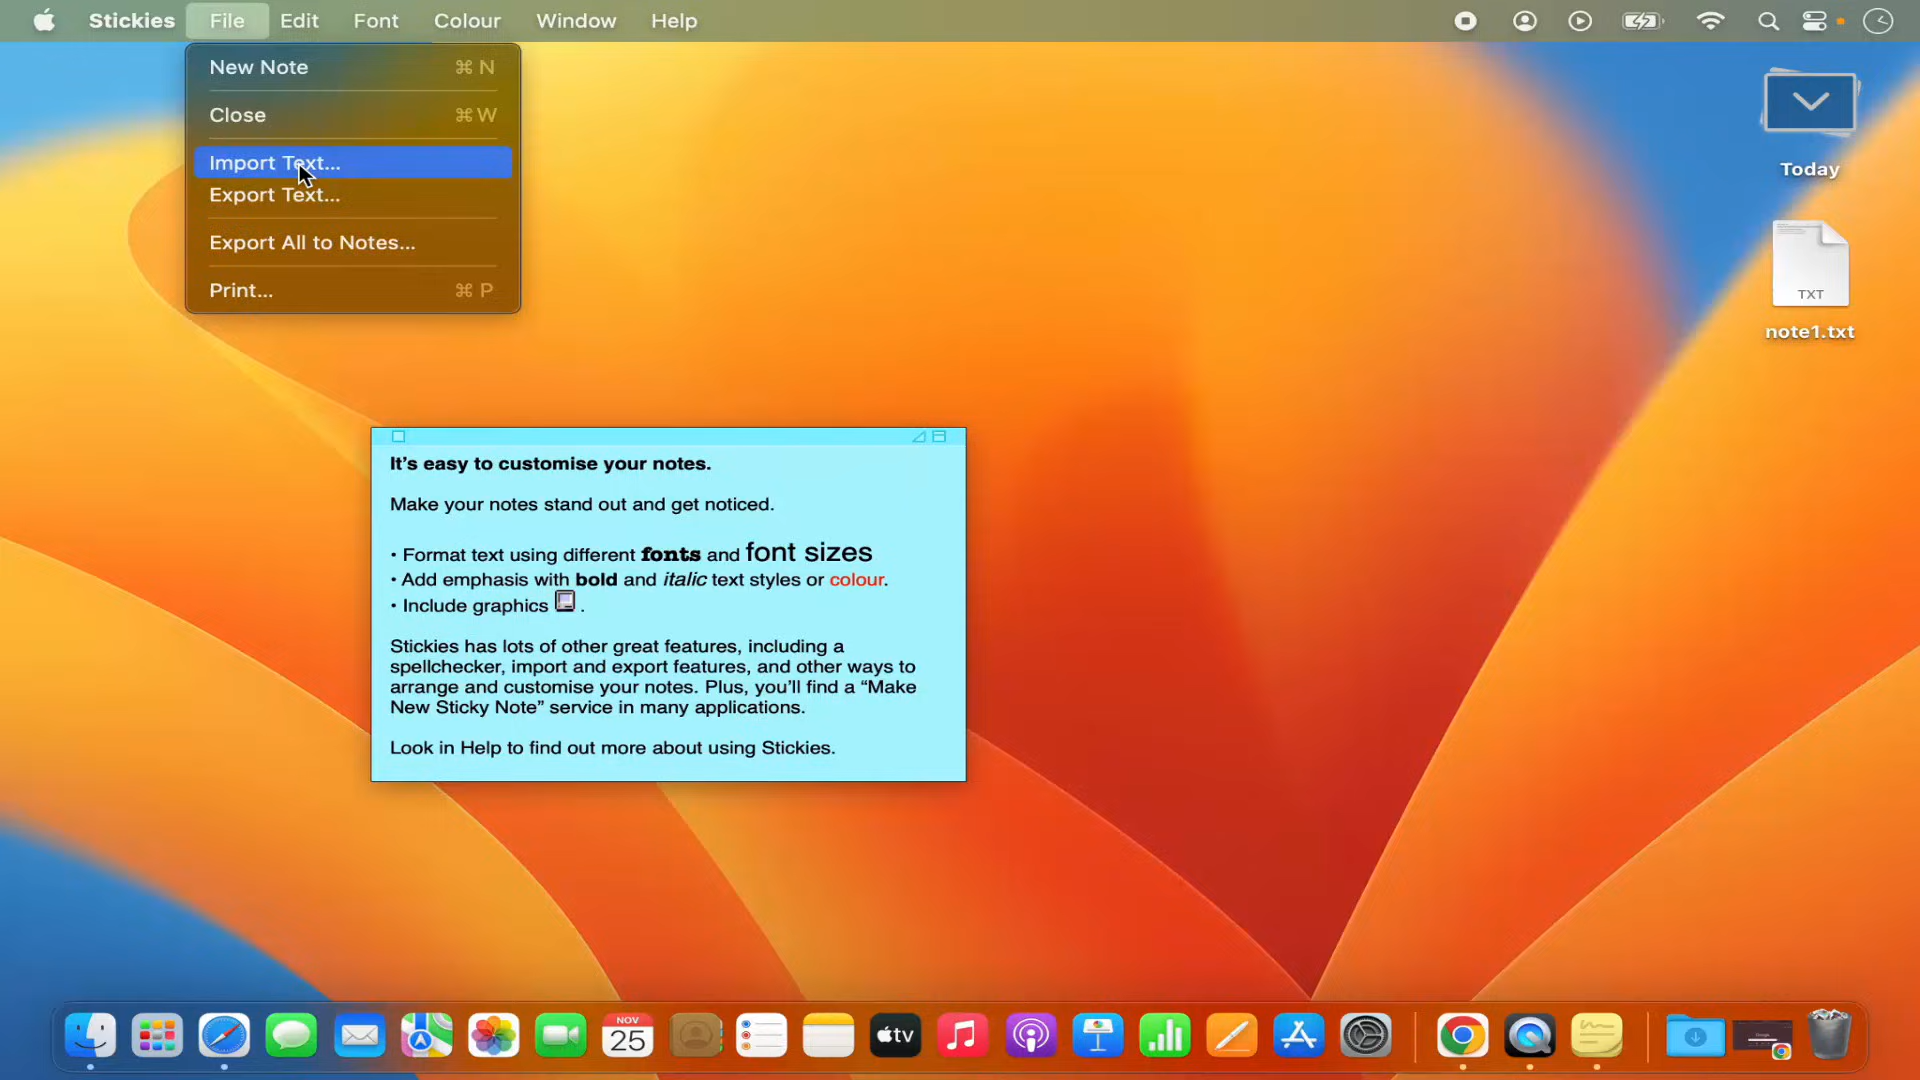 Stickies File Edit Font Colour Window Help
New Note ⌘ N
Close ⌘ W
Import Text...
Export Text...
Export All to Notes...
Print... ⌘ P
Today
TXT
note1.txt
It's easy to customise your notes.
Make your notes stand out and get noticed.
• Format text using different fonts and font sizes
• Add emphasis with bold and italic text styles or colour.
• Include graphics .
Stickies has lots of other great features, including a
spellchecker, import and export features, and other ways to
arrange and customise your notes. Plus, you'll find a “Make
New Sticky Note” service in many applications.
Look in Help to find out more about using Stickies.
NOV
25
tv